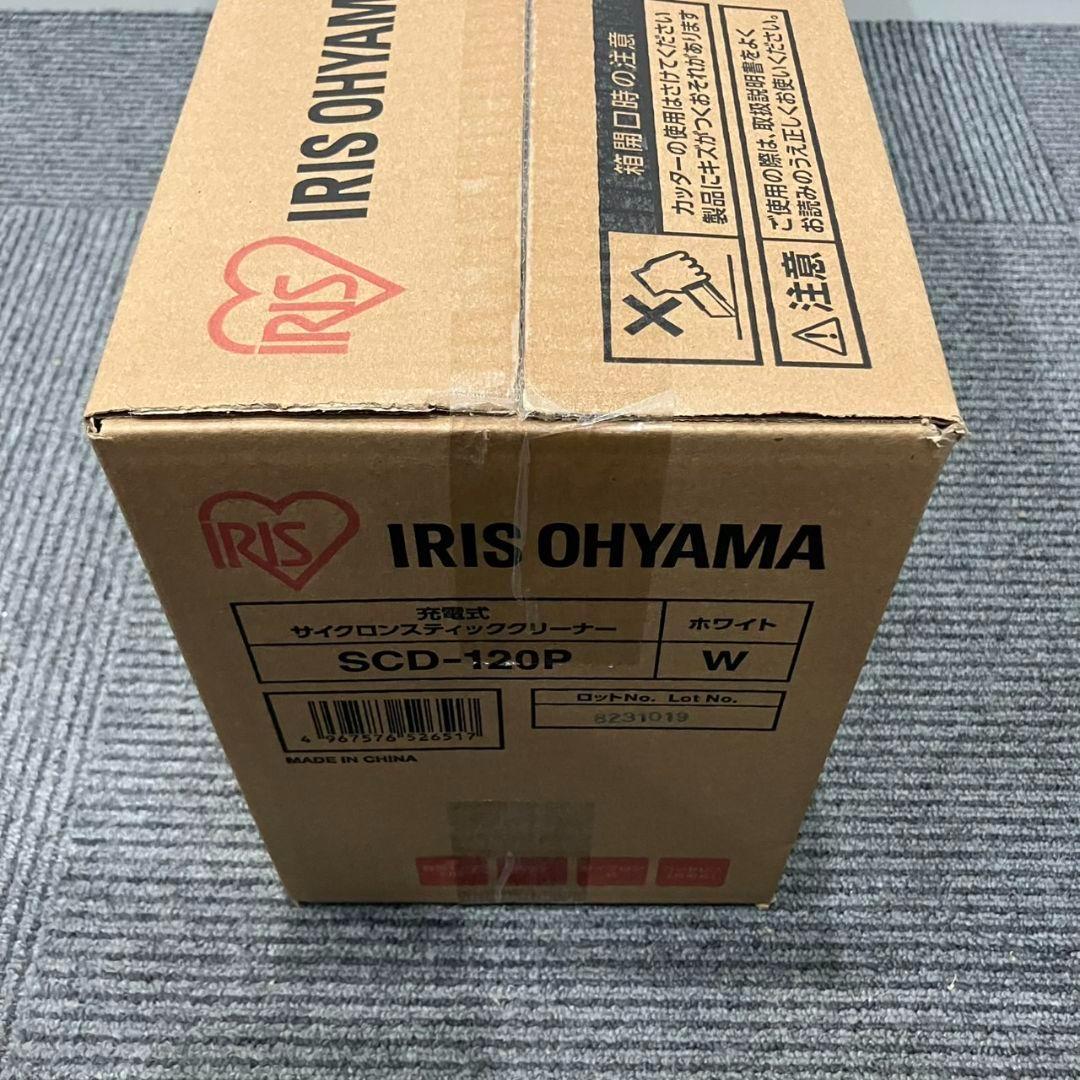 IRIS OHYAMA
IRIS
箱開口時の注意
カッターの使用はさけてください
製品にキズがつくおそれがあります
注意
ご使用の際は、取扱説明書をよく
お読みのうえ正しくお使いください。
IRIS
IRIS OHYAMA
充電式
サイクロンスティッククリーナー
ホワイト
SCD-120P
W
4 967576 526517
ロットNo. Lot No.
8231019
MADE IN CHINA